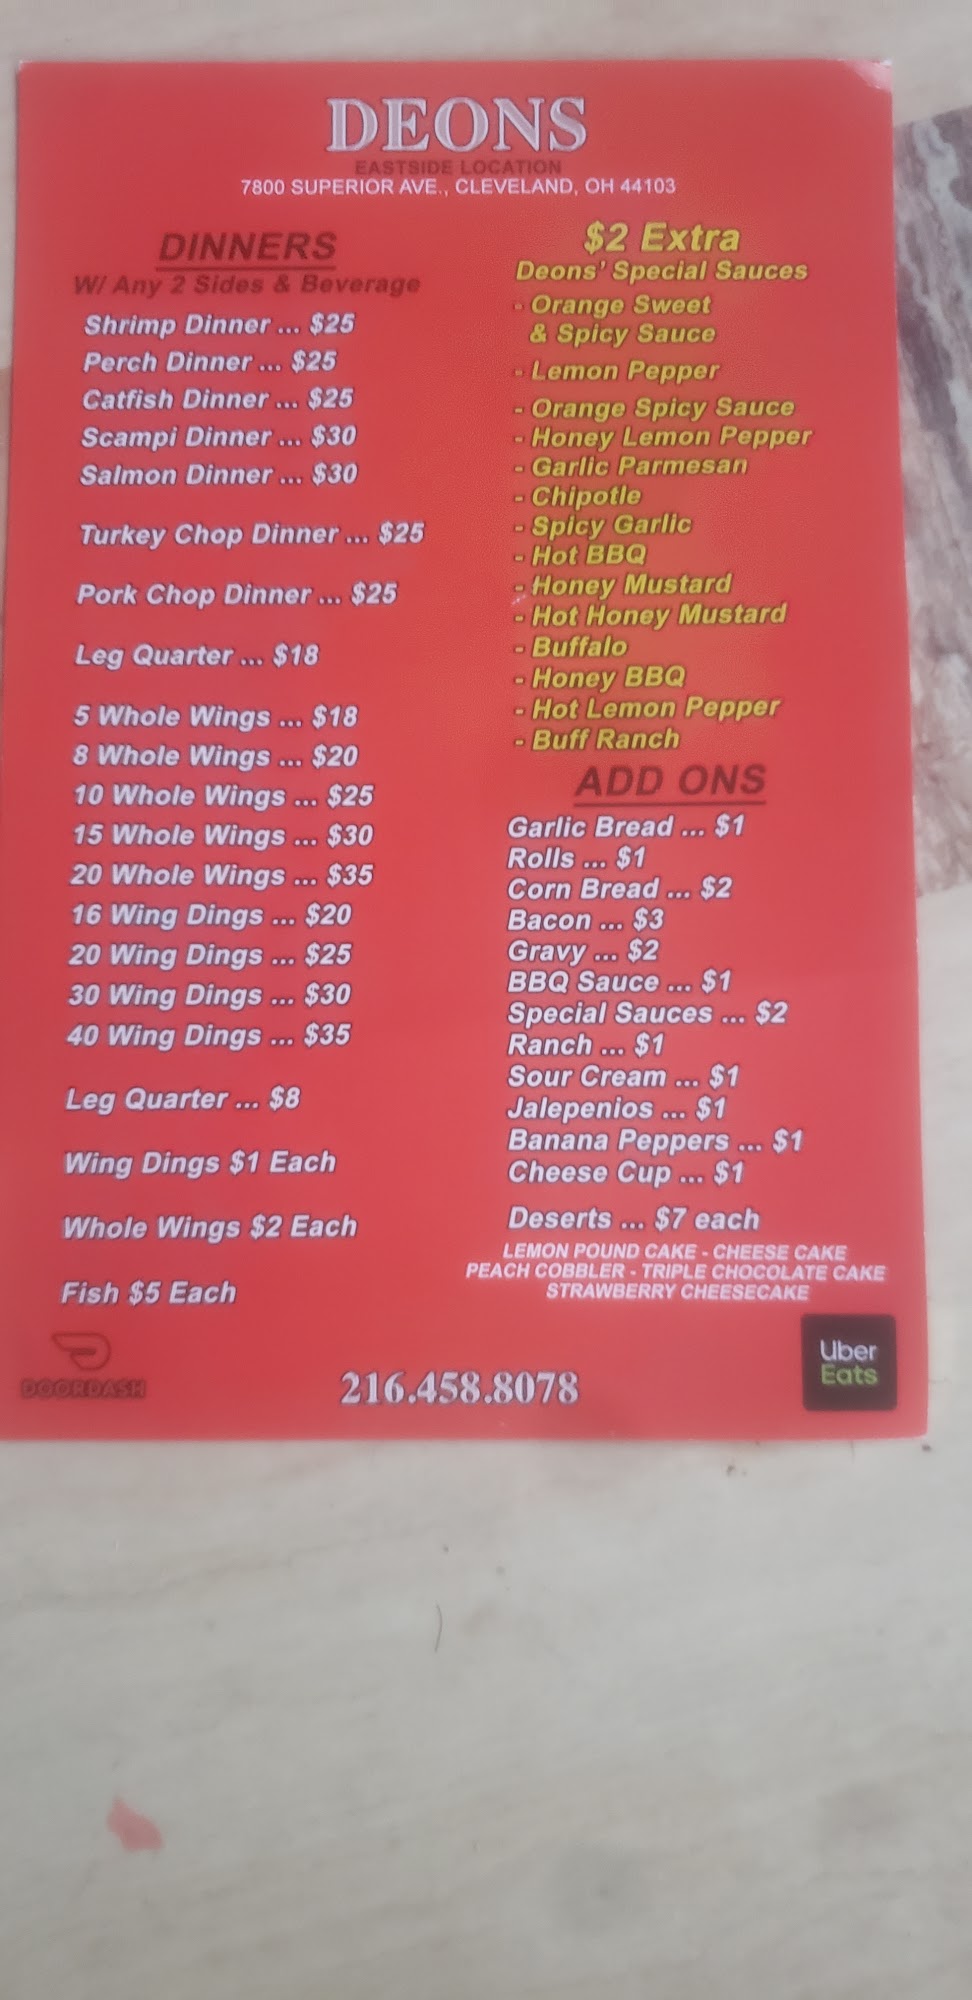 DEONS
EASTSIDE LOCATION
7800 SUPERIOR AVE., CLEVELAND, OH 44103
DINNERS
W/ Any 2 Sides & Beverage
Shrimp Dinner ... $25
Perch Dinner ... $25
Catfish Dinner ... $25
Scampi Dinner ... $30
Salmon Dinner ... $30
Turkey Chop Dinner ... $25
Pork Chop Dinner ... $25
Leg Quarter ... $18
5 Whole Wings ... $18
8 Whole Wings ... $20
10 Whole Wings ... $25
15 Whole Wings ... $30
20 Whole Wings ... $35
16 Wing Dings ... $20
20 Wing Dings ... $25
30 Wing Dings ... $30
40 Wing Dings ... $35
Leg Quarter ... $8
Wing Dings $1 Each
Whole Wings $2 Each
Fish $5 Each
$2 Extra
Deons' Special Sauces
- Orange Sweet
& Spicy Sauce
- Lemon Pepper
- Orange Spicy Sauce
- Honey Lemon Pepper
- Garlic Parmesan
- Chipotle
- Spicy Garlic
- Hot BBQ
- Honey Mustard
- Hot Honey Mustard
- Buffalo
- Honey BBQ
- Hot Lemon Pepper
- Buff Ranch
ADD ONS
Garlic Bread ... $1
Rolls ... $1
Corn Bread ... $2
Bacon ... $3
Gravy ... $2
BBQ Sauce ... $1
Special Sauces ... $2
Ranch ... $1
Sour Cream ... $1
Jalepenios ... $1
Banana Peppers ... $1
Cheese Cup ... $1
Deserts ... $7 each
LEMON POUND CAKE - CHEESE CAKE
PEACH COBBLER - TRIPLE CHOCOLATE CAKE
STRAWBERRY CHEESECAKE
DOORDASH
216.458.8078
Uber
Eats